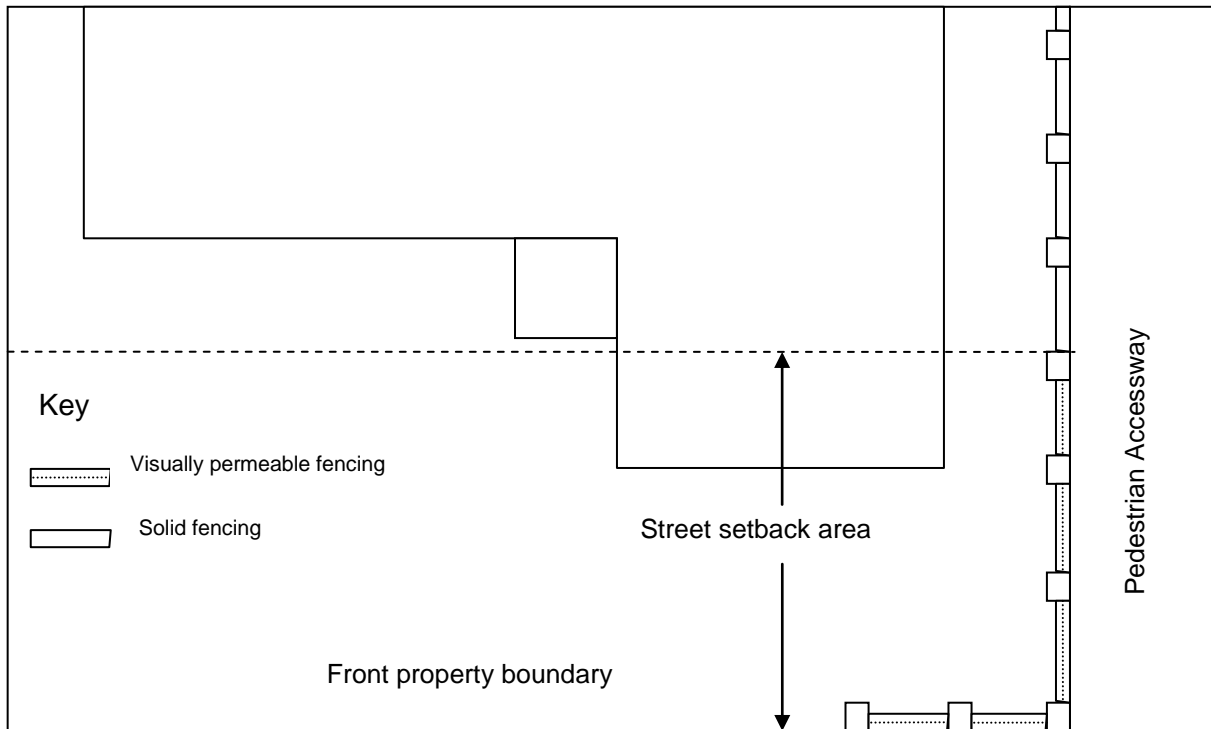 Key
Visually permeable fencing
Solid fencing
Street setback area
Front property boundary
Pedestrian Accessway